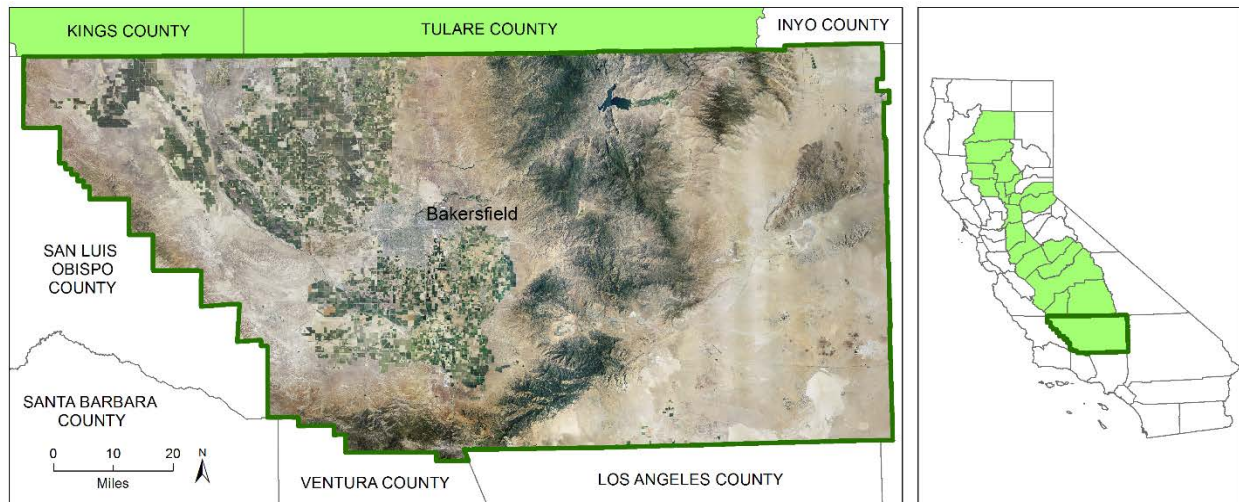 KINGS COUNTY
TULARE COUNTY
INYO COUNTY
Bakersfield
SAN LUIS
OBISPO
COUNTY
SANTA BARBARA
COUNTY
0 10 20
Miles
N
VENTURA COUNTY
LOS ANGELES COUNTY